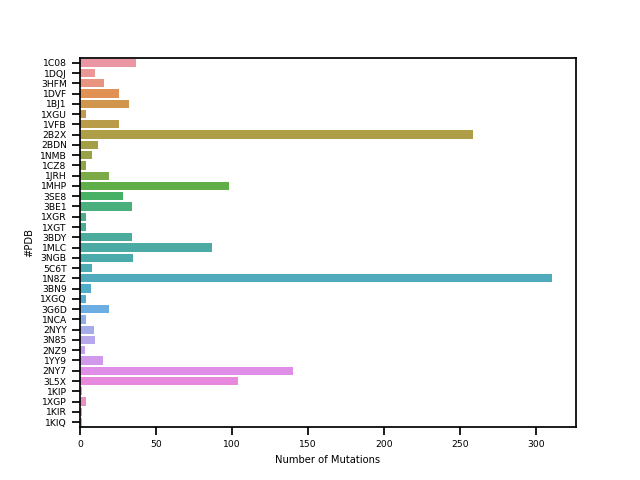 1C08
1DQJ
3HFM
1DVF
1BJ1
1XGU
1VFB
2B2X
2BDN
1NMB
1CZ8
1JRH
1MHP
3SE8
3BE1
1XGR
1XGT
3BDY
1MLC
3NGB
5C6T
1N8Z
3BN9
1XGQ
3G6D
1NCA
2NYY
3N85
2NZ9
1YY9
2NY7
3L5X
1KIP
1XGP
1KIR
1KIQ
#PDB
0 50 100 150 200 250 300
Number of Mutations